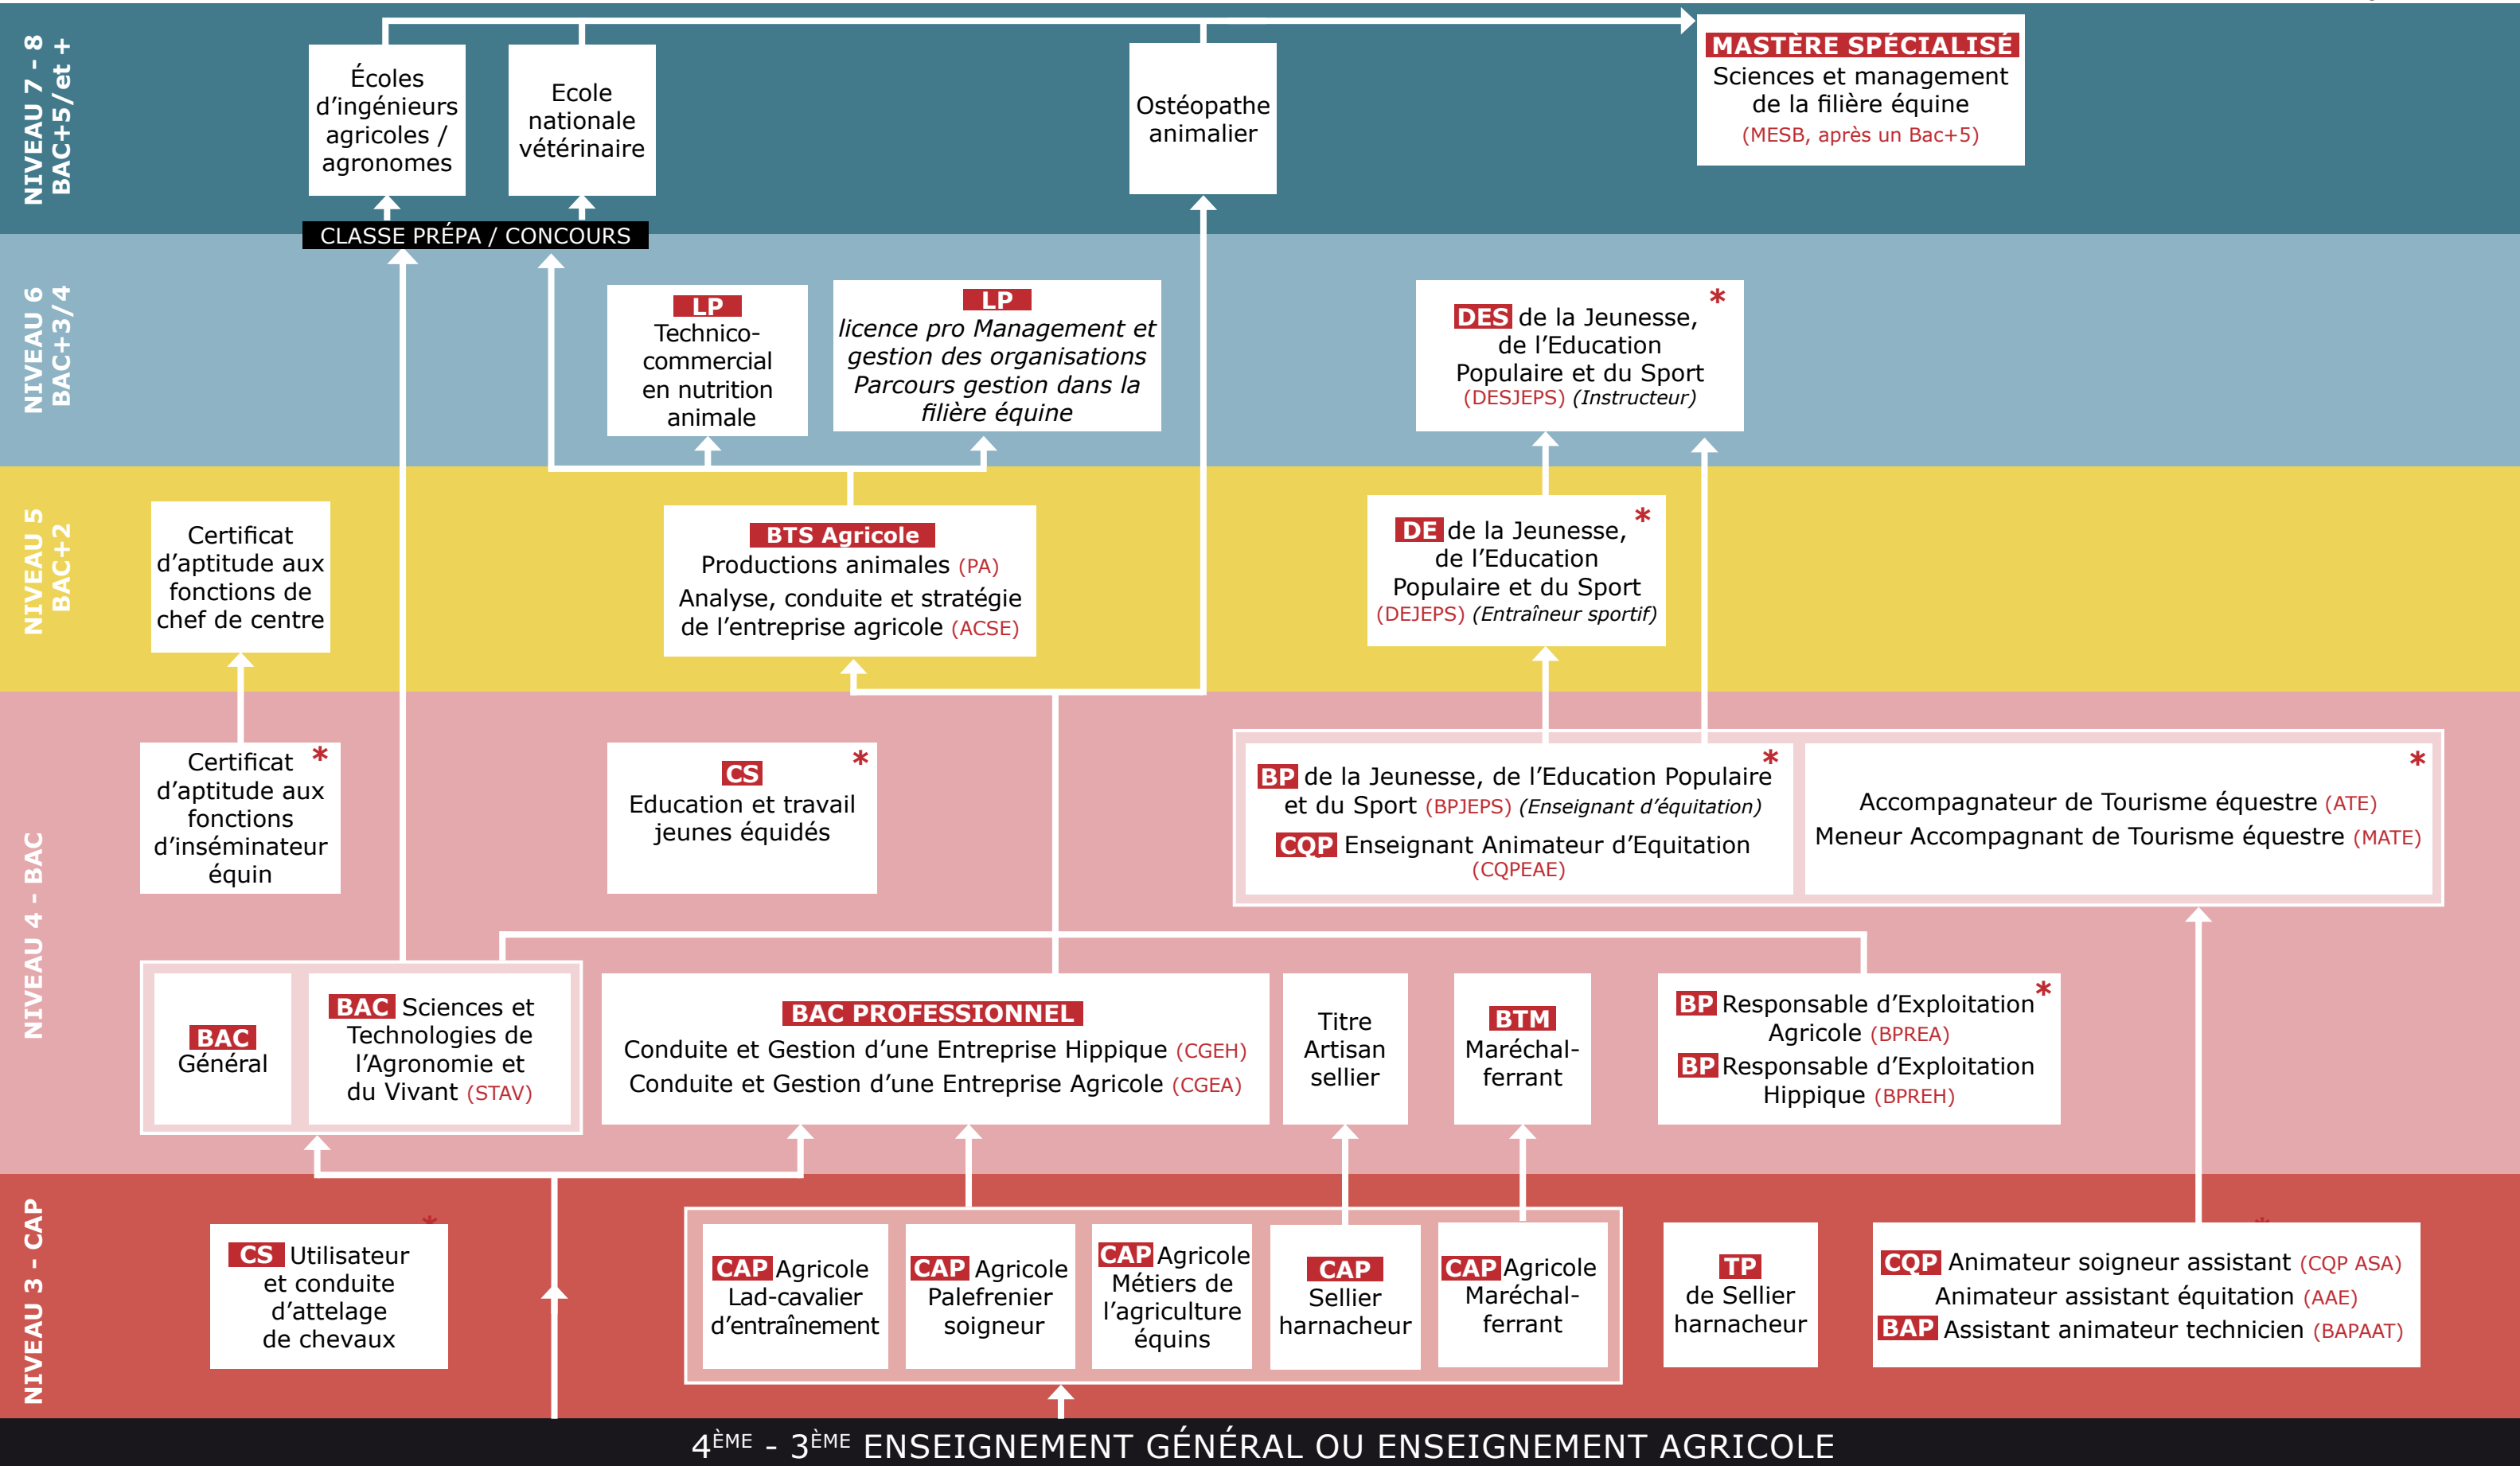 NIVEAU 7 - 8
BAC+5/et +
Écoles
d'ingénieurs
agricoles /
agronomes
Ecole
nationale
vétérinaire
Ostéopathe
animalier
MASTÈRE SPÉCIALISÉ
Sciences et management
de la filière équine
(MESB, après un Bac+5)
CLASSE PRÉPA / CONCOURS
NIVEAU 6
BAC+3/4
LP
Technico-
commercial
en nutrition
animale
LP
licence pro Management et
gestion des organisations
Parcours gestion dans la
filière équine
DES de la Jeunesse, *
de l'Education
Populaire et du Sport
(DESJEPS) (Instructeur)
NIVEAU 5
BAC+2
Certificat
d'aptitude aux
fonctions de
chef de centre
BTS Agricole
Productions animales (PA)
Analyse, conduite et stratégie
de l'entreprise agricole (ACSE)
DE de la Jeunesse, *
de l'Education
Populaire et du Sport
(DEJEPS) (Entraîneur sportif)
NIVEAU 4 - BAC
Certificat *
d'aptitude aux
fonctions
d'inséminateur
équin
CS *
Education et travail
jeunes équidés
BP de la Jeunesse, de l'Education Populaire *
et du Sport (BPJEPS) (Enseignant d'équitation)
CQP Enseignant Animateur d'Equitation
(CQPEAE)
*
Accompagnateur de Tourisme équestre (ATE)
Meneur Accompagnant de Tourisme équestre (MATE)
BAC
Général
BAC Sciences et
Technologies de
l'Agronomie et
du Vivant (STAV)
BAC PROFESSIONNEL
Conduite et Gestion d'une Entreprise Hippique (CGEH)
Conduite et Gestion d'une Entreprise Agricole (CGEA)
Titre
Artisan
sellier
BTM
Maréchal-
ferrant
BP Responsable d'Exploitation *
Agricole (BPREA)
BP Responsable d'Exploitation
Hippique (BPREH)
NIVEAU 3 - CAP
*
CS Utilisateur
et conduite
d'attelage
de chevaux
CAP Agricole
Lad-cavalier
d'entraînement
CAP Agricole
Palefrenier
soigneur
CAP Agricole
Métiers de
l'agriculture
équins
CAP
Sellier
harnacheur
CAP Agricole
Maréchal-
ferrant
TP
de Sellier
harnacheur
*
CQP Animateur soigneur assistant (CQP ASA)
Animateur assistant équitation (AAE)
BAP Assistant animateur technicien (BAPAAT)
4ÈME - 3ÈME ENSEIGNEMENT GÉNÉRAL OU ENSEIGNEMENT AGRICOLE